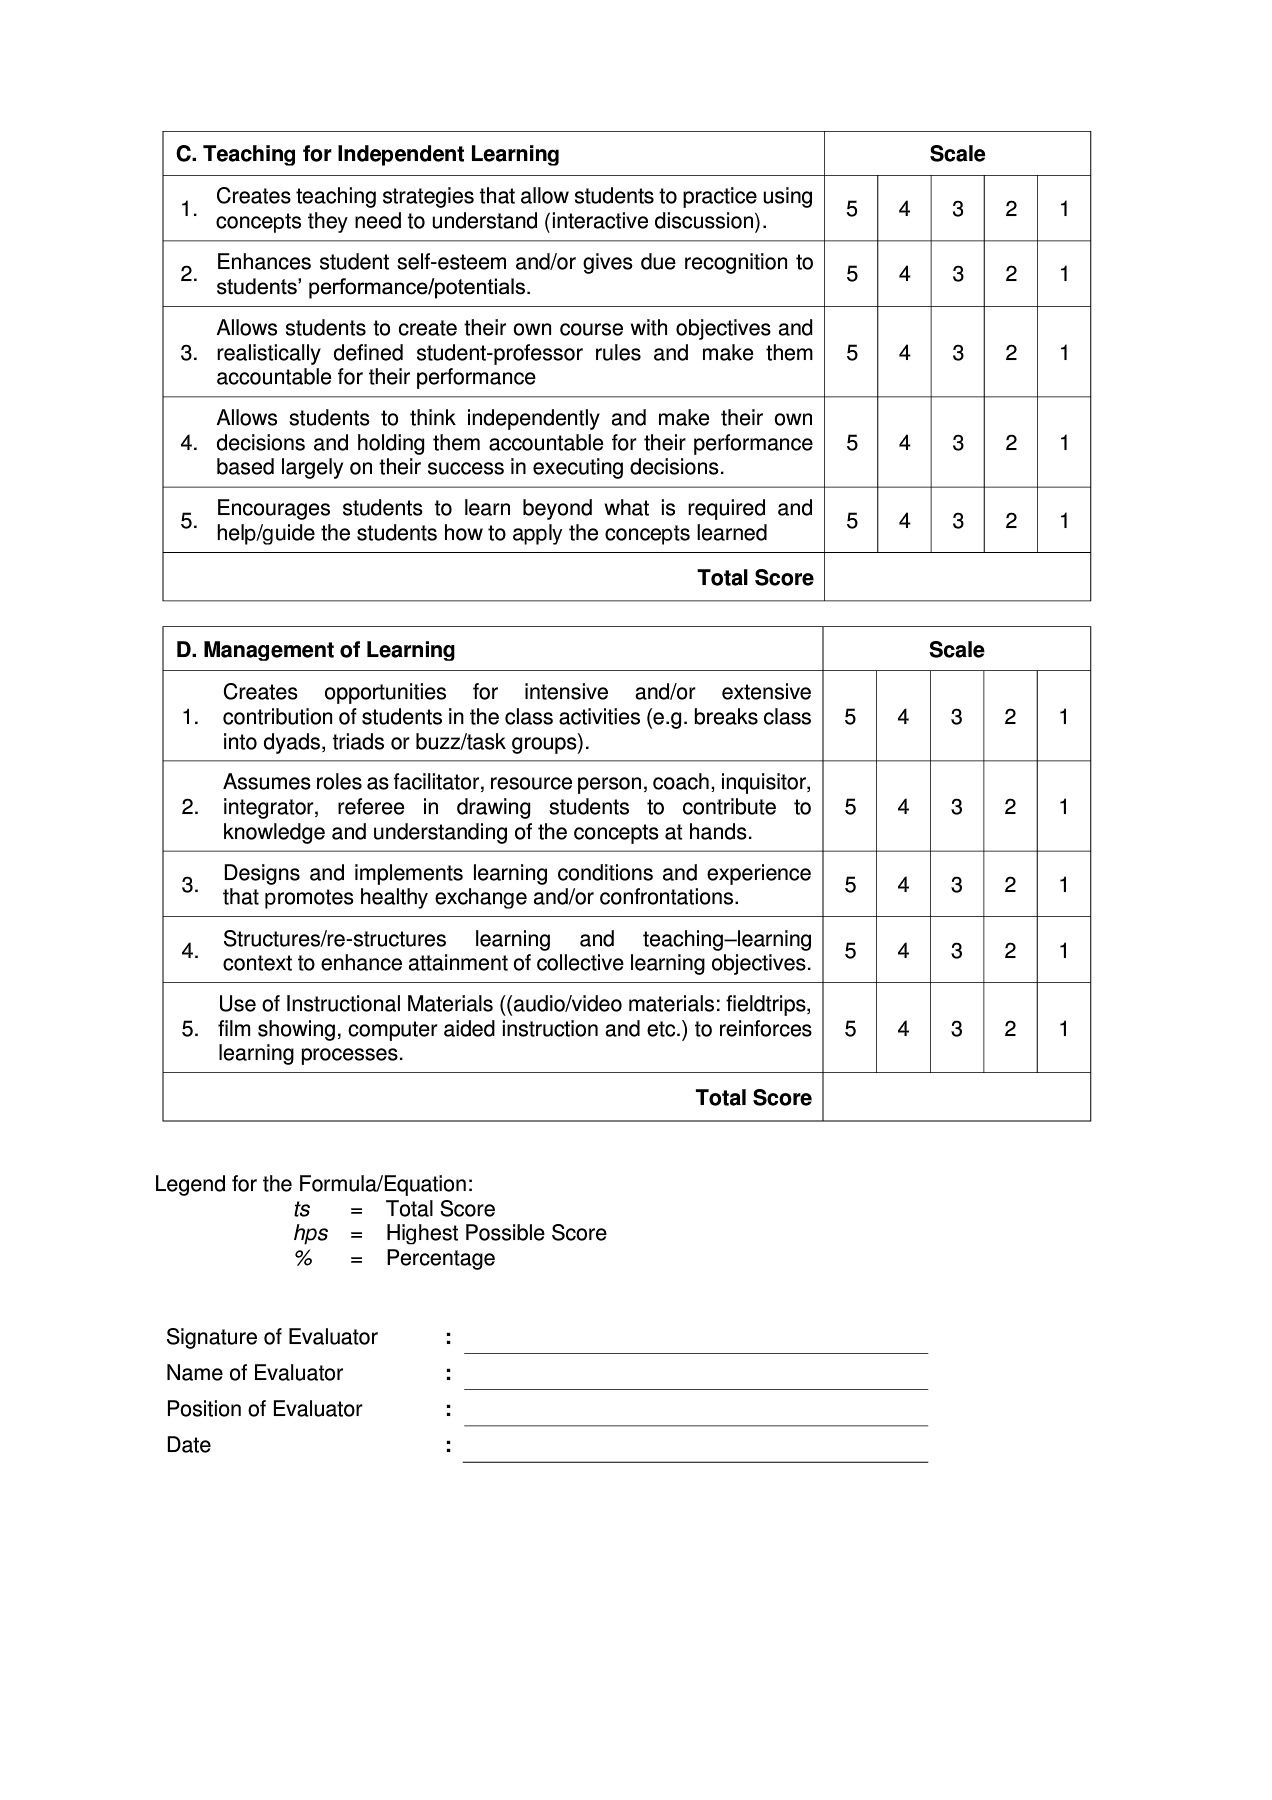 C. Teaching for Independent Learning Scale
1. Creates teaching strategies that allow students to practice using
concepts they need to understand (interactive discussion). 5 4 3 2 1
2. Enhances student self-esteem and/or gives due recognition to
students’ performance/potentials. 5 4 3 2 1
Allows students to create their own course with objectives and
3. realistically defined student-professor rules and make them 5 4 3 2 1
accountable for their performance
Allows students to think independently and make their own
4. decisions and holding them accountable for their performance 5 4 3 2 1
based largely on their success in executing decisions.
5. Encourages students to learn beyond what is required and
help/guide the students how to apply the concepts learned 5 4 3 2 1
Total Score
D. Management of Learning Scale
Creates opportunities for intensive and/or extensive
1. contribution of students in the class activities (e.g. breaks class 5 4 3 2 1
into dyads, triads or buzz/task groups).
Assumes roles as facilitator, resource person, coach, inquisitor,
2. integrator, referee in drawing students to contribute to 5 4 3 2 1
knowledge and understanding of the concepts at hands.
3. Designs and implements learning conditions and experience
that promotes healthy exchange and/or confrontations. 5 4 3 2 1
4. Structures/re-structures learning and teaching–learning
context to enhance attainment of collective learning objectives. 5 4 3 2 1
Use of Instructional Materials ((audio/video materials: fieldtrips,
5. film showing, computer aided instruction and etc.) to reinforces 5 4 3 2 1
learning processes.
Total Score
Legend for the Formula/Equation:
ts = Total Score
hps = Highest Possible Score
% = Percentage
Signature of Evaluator :
Name of Evaluator :
Position of Evaluator :
Date :